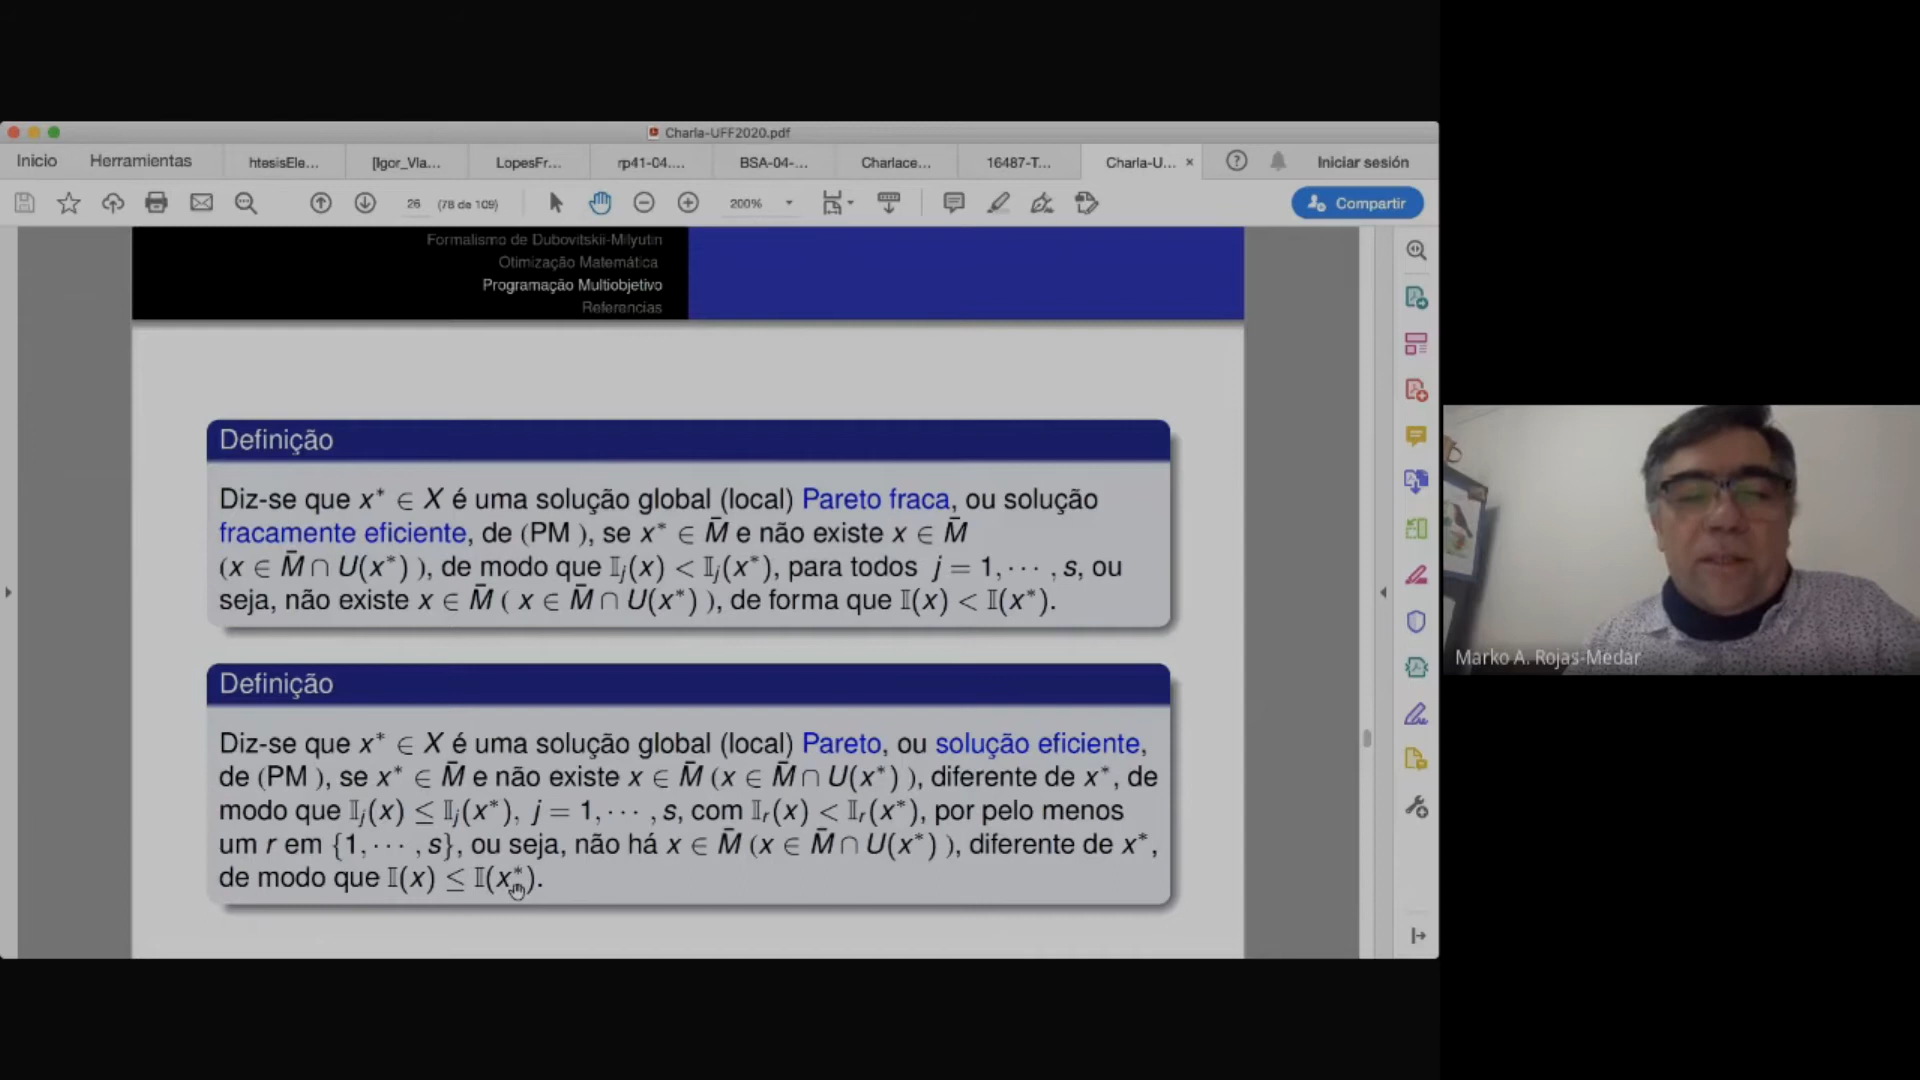 Charla-UFF2020.pdf
Inicio Herramientas htesisEle... [Igor_Vla... LopesFr... rp41-04.... BSA-04-... Charlace... 16487-T... Charla-U... × Iniciar sesión
26 (78 de 109) 200% Compartir
Formalismo de Dubovitskii-Milyutin
Otimização Matemática
Programação Multiobjetivo
Referencias
Definição
Diz-se que x* ∈ X é uma solução global (local) Pareto fraca, ou solução
fracamente eficiente, de (PM ), se x* ∈ M̄ e não existe x ∈ M̄
(x ∈ M̄ ∩ U(x*) ), de modo que 𝕀ⱼ(x) < 𝕀ⱼ(x*), para todos j = 1, ⋯ , s, ou
seja, não existe x ∈ M̄ ( x ∈ M̄ ∩ U(x*) ), de forma que 𝕀(x) < 𝕀(x*).
Definição
Diz-se que x* ∈ X é uma solução global (local) Pareto, ou solução eficiente,
de (PM ), se x* ∈ M̄ e não existe x ∈ M̄ (x ∈ M̄ ∩ U(x*) ), diferente de x*, de
modo que 𝕀ⱼ(x) ≤ 𝕀ⱼ(x*), j = 1, ⋯ , s, com 𝕀ᵣ(x) < 𝕀ᵣ(x*), por pelo menos
um r em {1, ⋯ , s}, ou seja, não há x ∈ M̄ (x ∈ M̄ ∩ U(x*) ), diferente de x*,
de modo que 𝕀(x) ≤ 𝕀(x*).
Marko A. Rojas-Medar